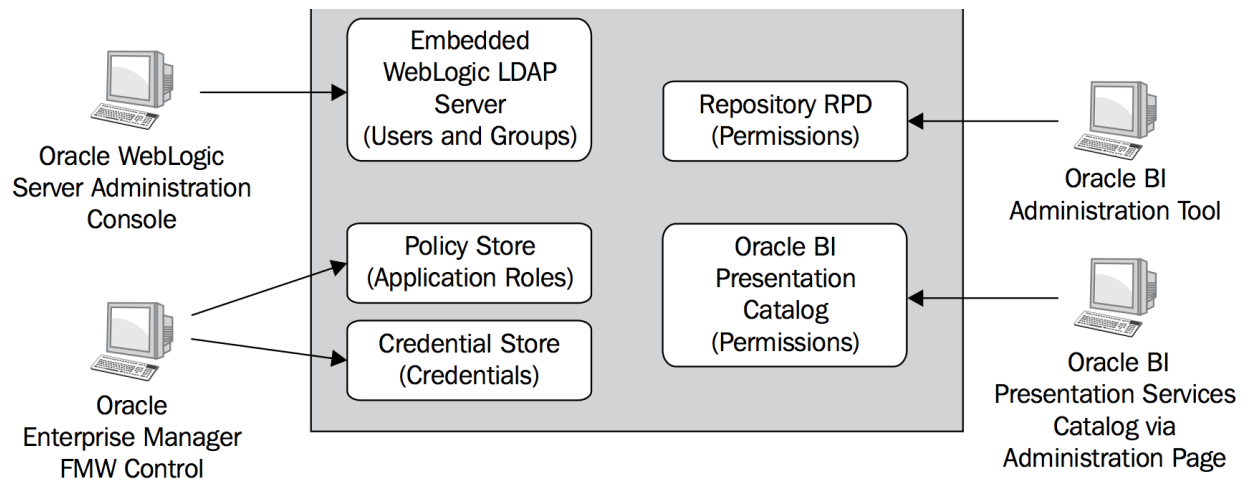 Embedded
WebLogic LDAP
Server
(Users and Groups)
Repository RPD
(Permissions)
Oracle WebLogic
Server Administration
Console
Oracle BI
Administration Tool
Policy Store
(Application Roles)
Oracle BI
Presentation
Catalog
(Permissions)
Credential Store
(Credentials)
Oracle
Enterprise Manager
FMW Control
Oracle BI
Presentation Services
Catalog via
Administration Page